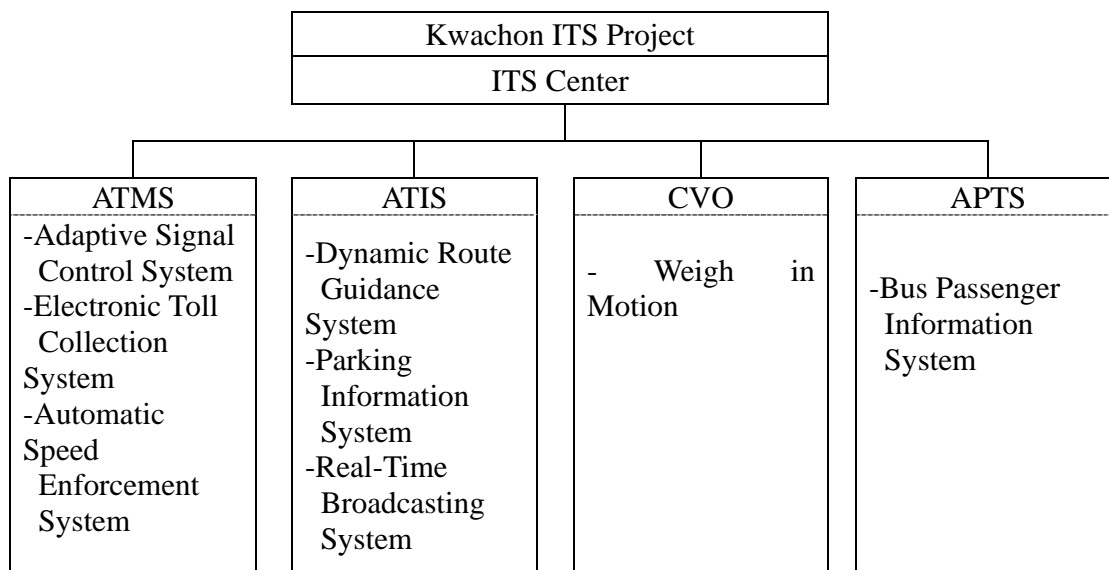 Kwachon ITS Project
ITS Center
ATMS
-Adaptive Signal
Control System
-Electronic Toll
Collection
System
-Automatic
Speed
Enforcement
System
ATIS
-Dynamic Route
Guidance
System
-Parking
Information
System
-Real-Time
Broadcasting
System
CVO
- Weigh in
Motion
APTS
-Bus Passenger
Information
System